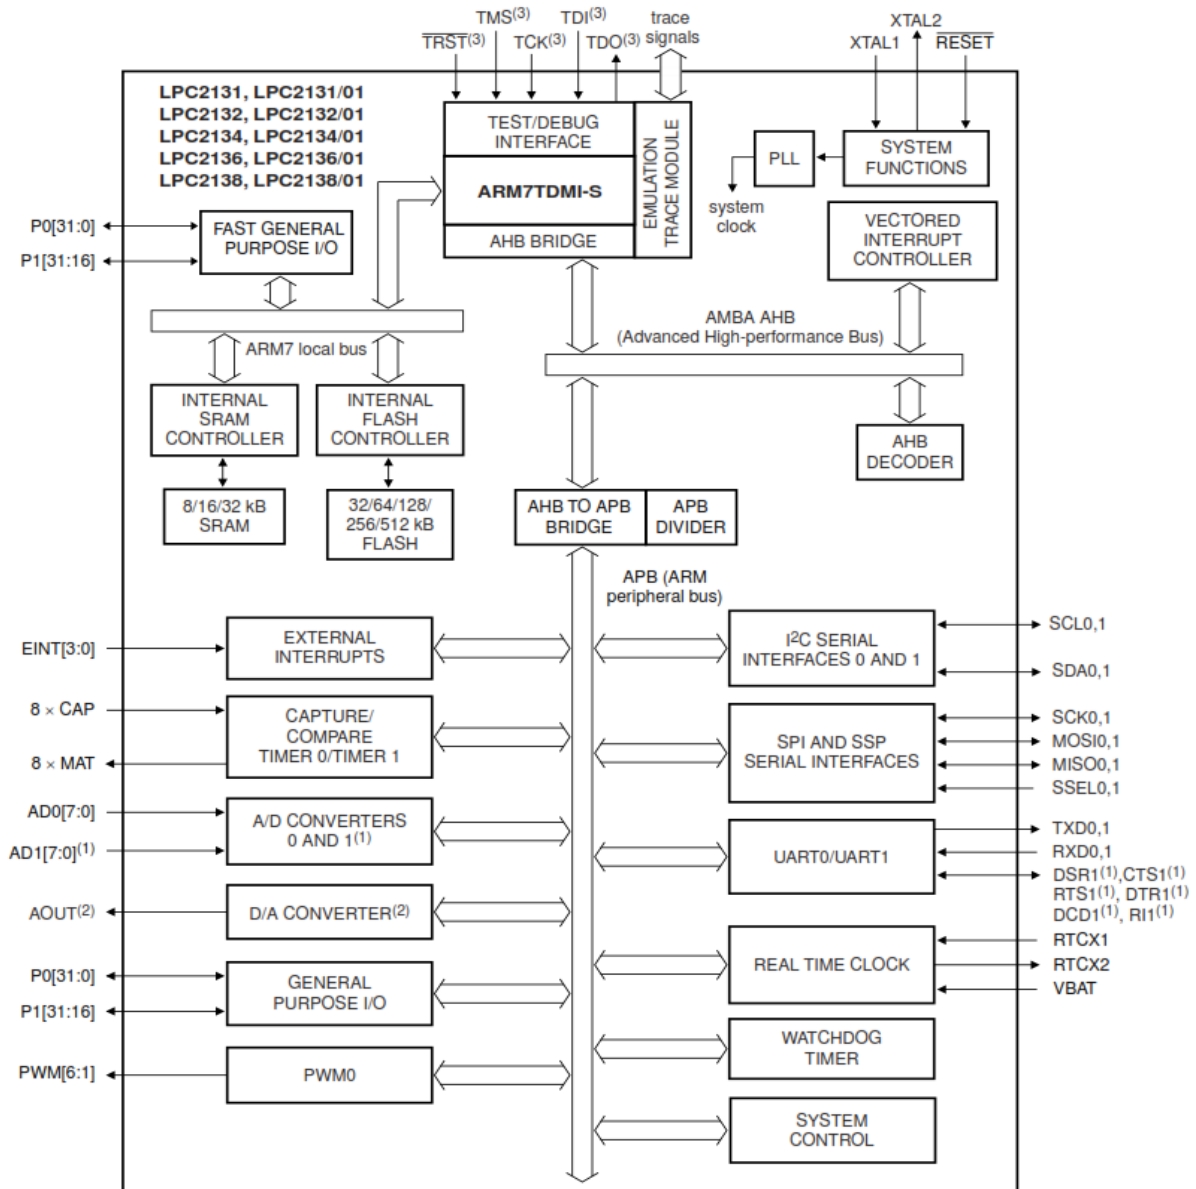 TMS(3)
TDI(3)
trace
signals
XTAL2
TRST(3)
TCK(3)
TDO(3)
XTAL1
RESET
LPC2131, LPC2131/01
LPC2132, LPC2132/01
LPC2134, LPC2134/01
LPC2136, LPC2136/01
LPC2138, LPC2138/01
TEST/DEBUG
INTERFACE
ARM7TDMI-S
AHB BRIDGE
EMULATION
TRACE MODULE
PLL
SYSTEM
FUNCTIONS
system
clock
VECTORED
INTERRUPT
CONTROLLER
P0[31:0]
P1[31:16]
FAST GENERAL
PURPOSE I/O
ARM7 local bus
AMBA AHB
(Advanced High-performance Bus)
INTERNAL
SRAM
CONTROLLER
INTERNAL
FLASH
CONTROLLER
AHB
DECODER
8/16/32 kB
SRAM
32/64/128/
256/512 kB
FLASH
AHB TO APB
BRIDGE
APB
DIVIDER
APB (ARM
peripheral bus)
EINT[3:0]
EXTERNAL
INTERRUPTS
I2C SERIAL
INTERFACES 0 AND 1
SCL0,1
SDA0,1
8 × CAP
8 × MAT
CAPTURE/
COMPARE
TIMER 0/TIMER 1
SPI AND SSP
SERIAL INTERFACES
SCK0,1
MOSI0,1
MISO0,1
SSEL0,1
AD0[7:0]
AD1[7:0](1)
A/D CONVERTERS
0 AND 1(1)
UART0/UART1
TXD0,1
RXD0,1
DSR1(1),CTS1(1)
RTS1(1), DTR1(1)
DCD1(1), RI1(1)
AOUT(2)
D/A CONVERTER(2)
REAL TIME CLOCK
RTCX1
RTCX2
VBAT
P0[31:0]
P1[31:16]
GENERAL
PURPOSE I/O
WATCHDOG
TIMER
PWM[6:1]
PWM0
SYSTEM
CONTROL